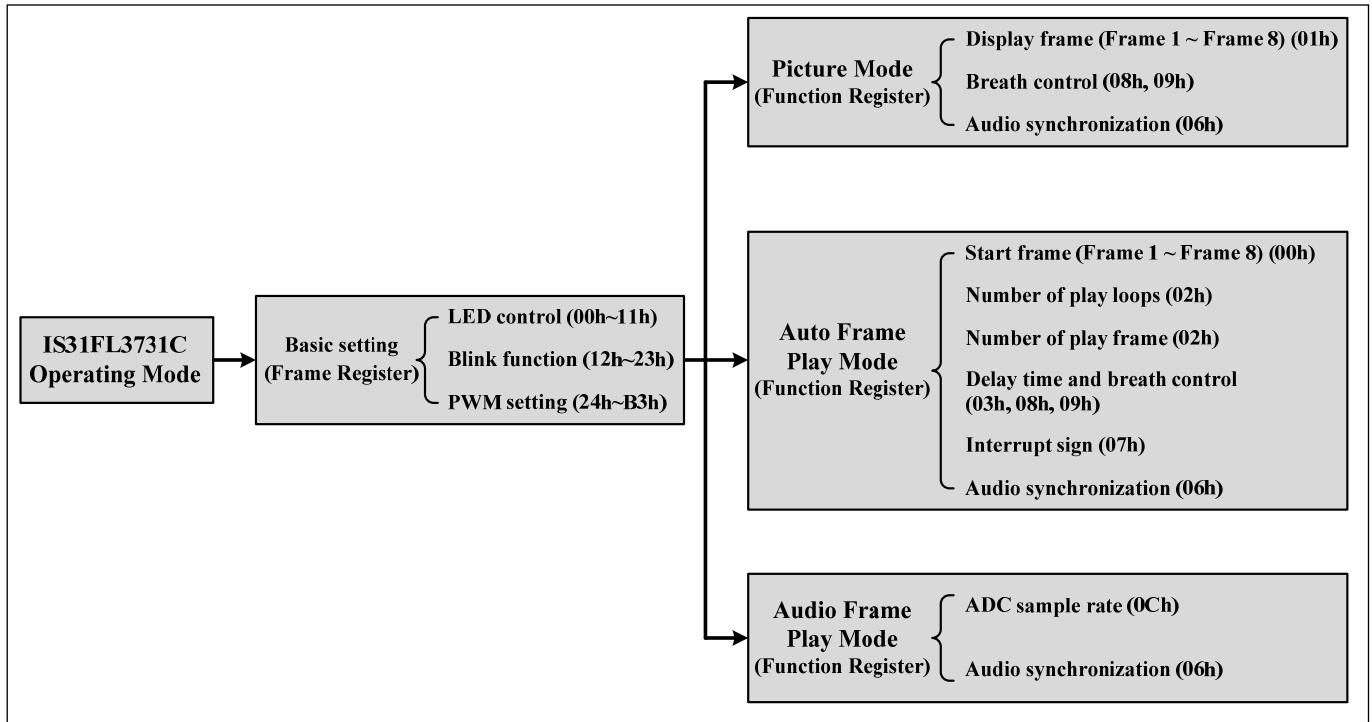 IS31FL3731C
Operating Mode
Basic setting
(Frame Register)
LED control (00h~11h)
Blink function (12h~23h)
PWM setting (24h~B3h)
Picture Mode
(Function Register)
Display frame (Frame 1 ~ Frame 8) (01h)
Breath control (08h, 09h)
Audio synchronization (06h)
Auto Frame
Play Mode
(Function Register)
Start frame (Frame 1 ~ Frame 8) (00h)
Number of play loops (02h)
Number of play frame (02h)
Delay time and breath control
(03h, 08h, 09h)
Interrupt sign (07h)
Audio synchronization (06h)
Audio Frame
Play Mode
(Function Register)
ADC sample rate (0Ch)
Audio synchronization (06h)